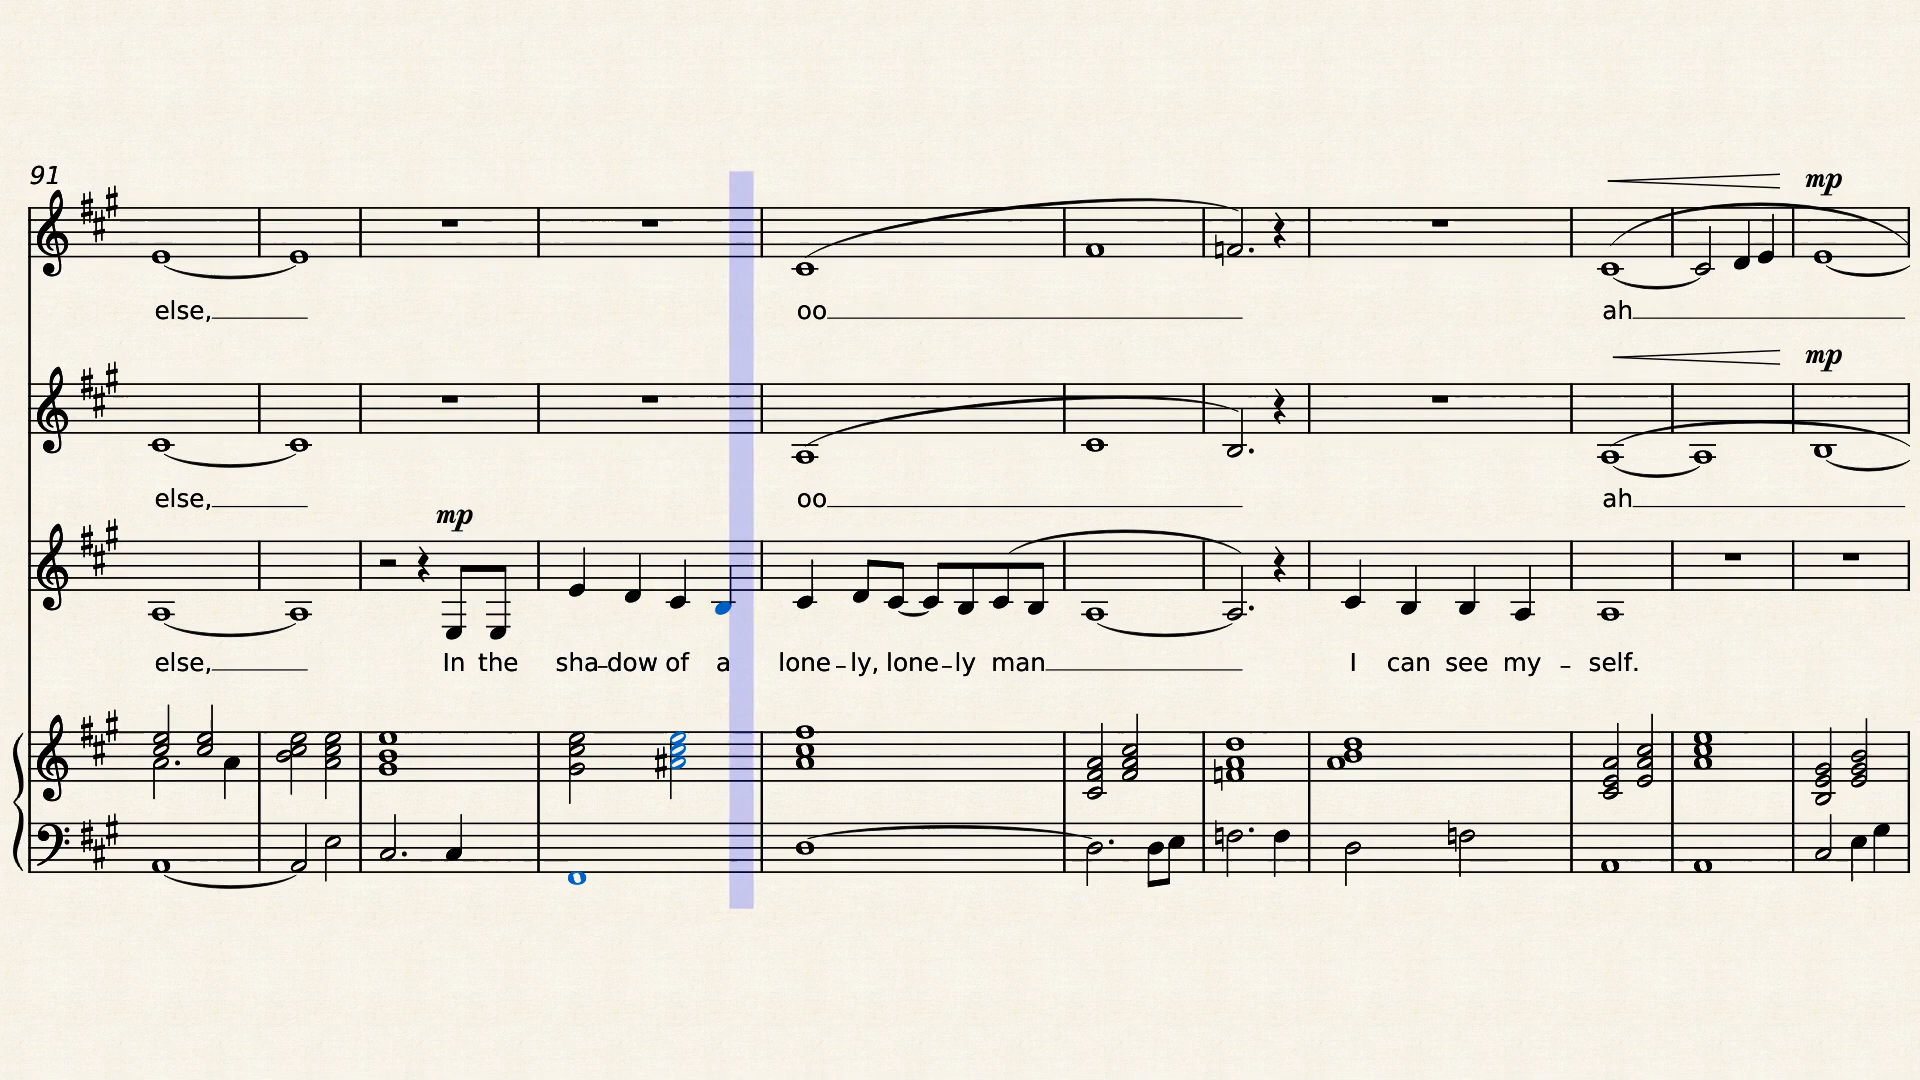 91
mp
else,
oo
ah
mp
else,
oo
ah
mp
else, In the sha-dow of a lone-ly, lone-ly man I can see my - self.